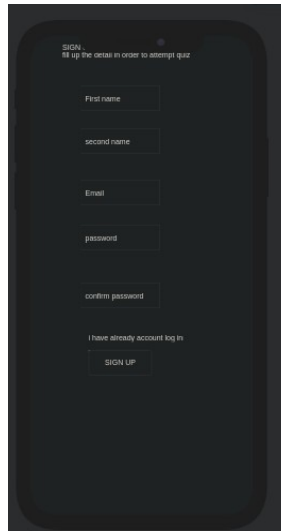 SIGN
fill up the detail in order to attempt quiz
First name
second name
Email
password
confirm password
i have already account log in
SIGN UP